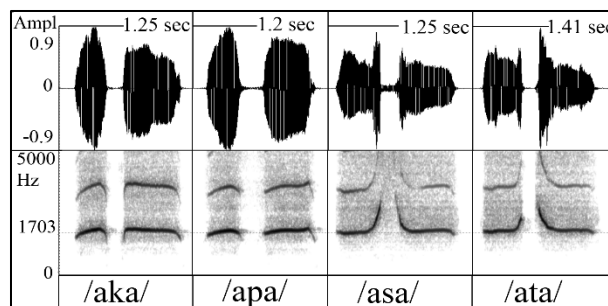 Ampl 1.25 sec 1.2 sec 1.25 sec 1.41 sec
0.9
0
-0.9
5000
Hz
1703
0
/aka/ /apa/ /asa/ /ata/